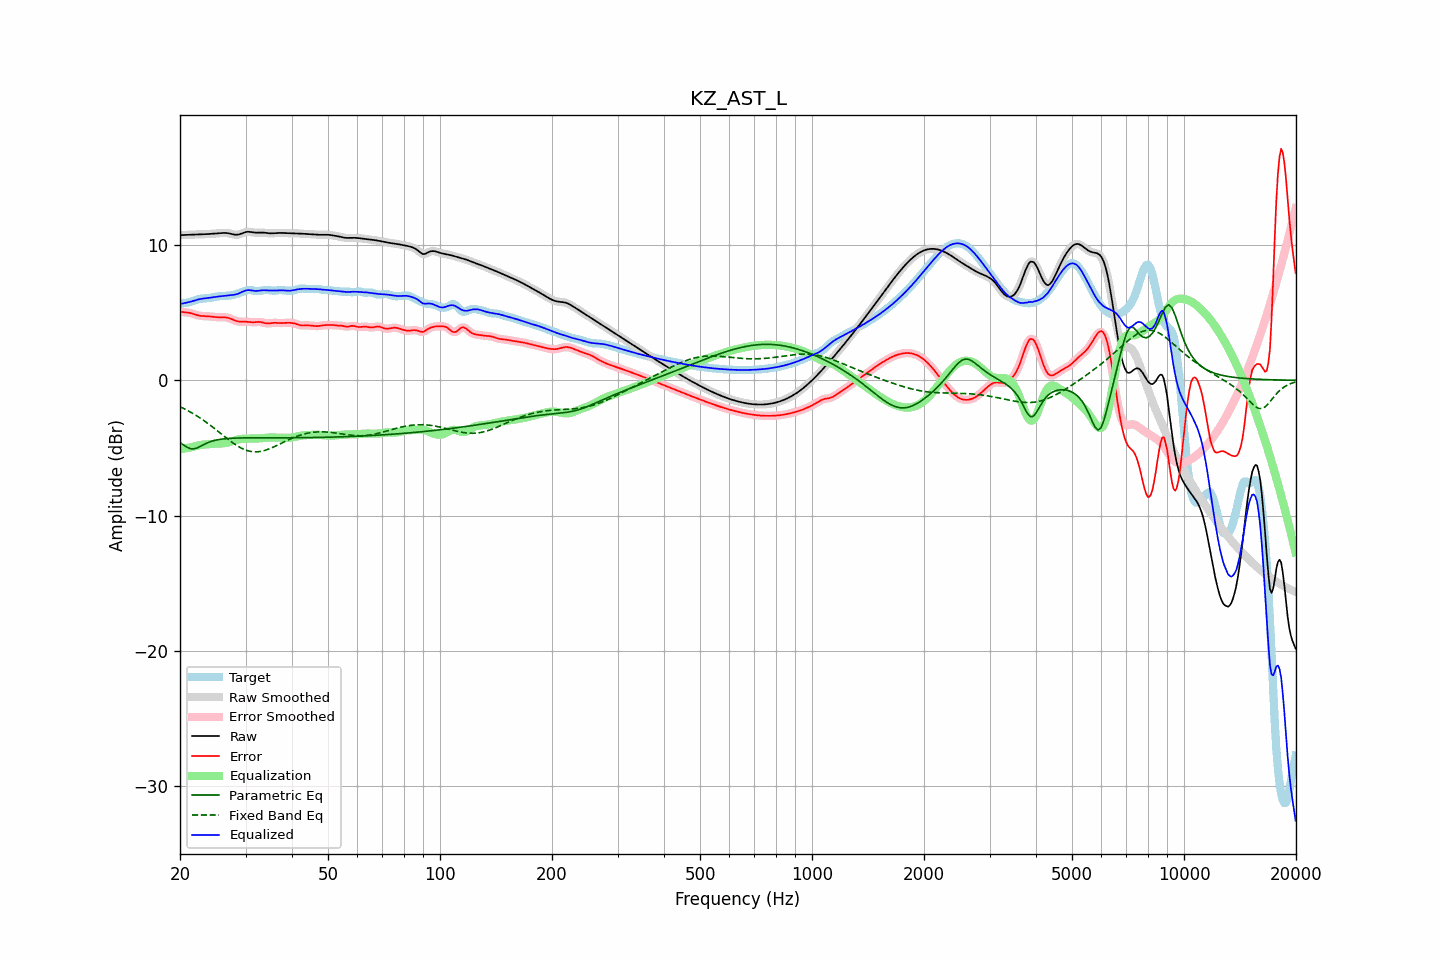 KZ_AST_L
Amplitude (dBr)
10
0
−10
−20
−30
Target
Raw Smoothed
Error Smoothed
Raw
Error
Equalization
Parametric Eq
Fixed Band Eq
Equalized
20 50 100 200 500 1000 2000 5000 10000 20000
Frequency (Hz)